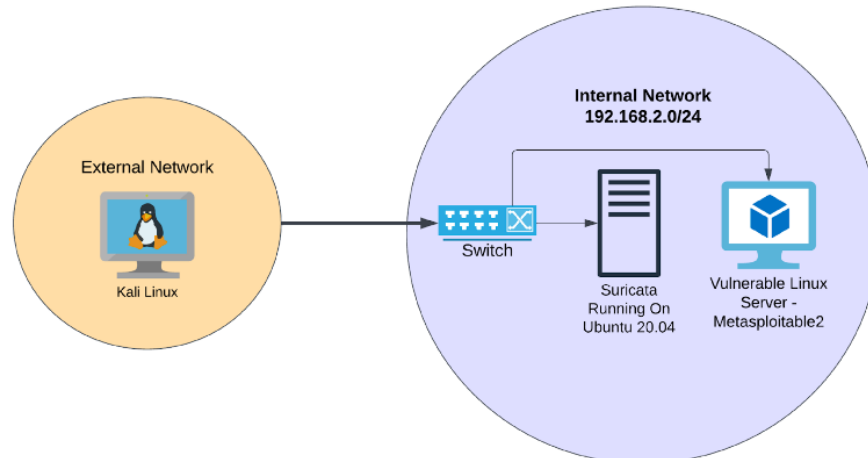 External Network
Kali Linux
Internal Network
192.168.2.0/24
Switch
Suricata
Running On
Ubuntu 20.04
Vulnerable Linux
Server -
Metasploitable2